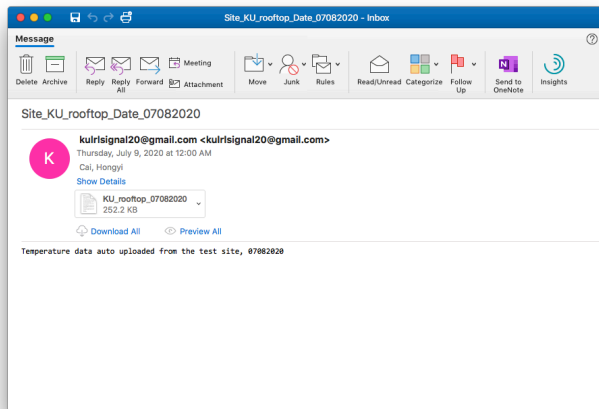 Site_KU_rooftop_Date_07082020 - Inbox
Message
Delete Archive Reply Reply All Forward Meeting Attachment Move Junk Rules Read/Unread Categorize Follow Up Send to OneNote Insights
Site_KU_rooftop_Date_07082020
K
kulrlsignal20@gmail.com <kulrlsignal20@gmail.com>
Thursday, July 9, 2020 at 12:00 AM
Cai, Hongyi
Show Details
KU_rooftop_07082020
252.2 KB
Download All Preview All
Temperature data auto uploaded from the test site, 07082020